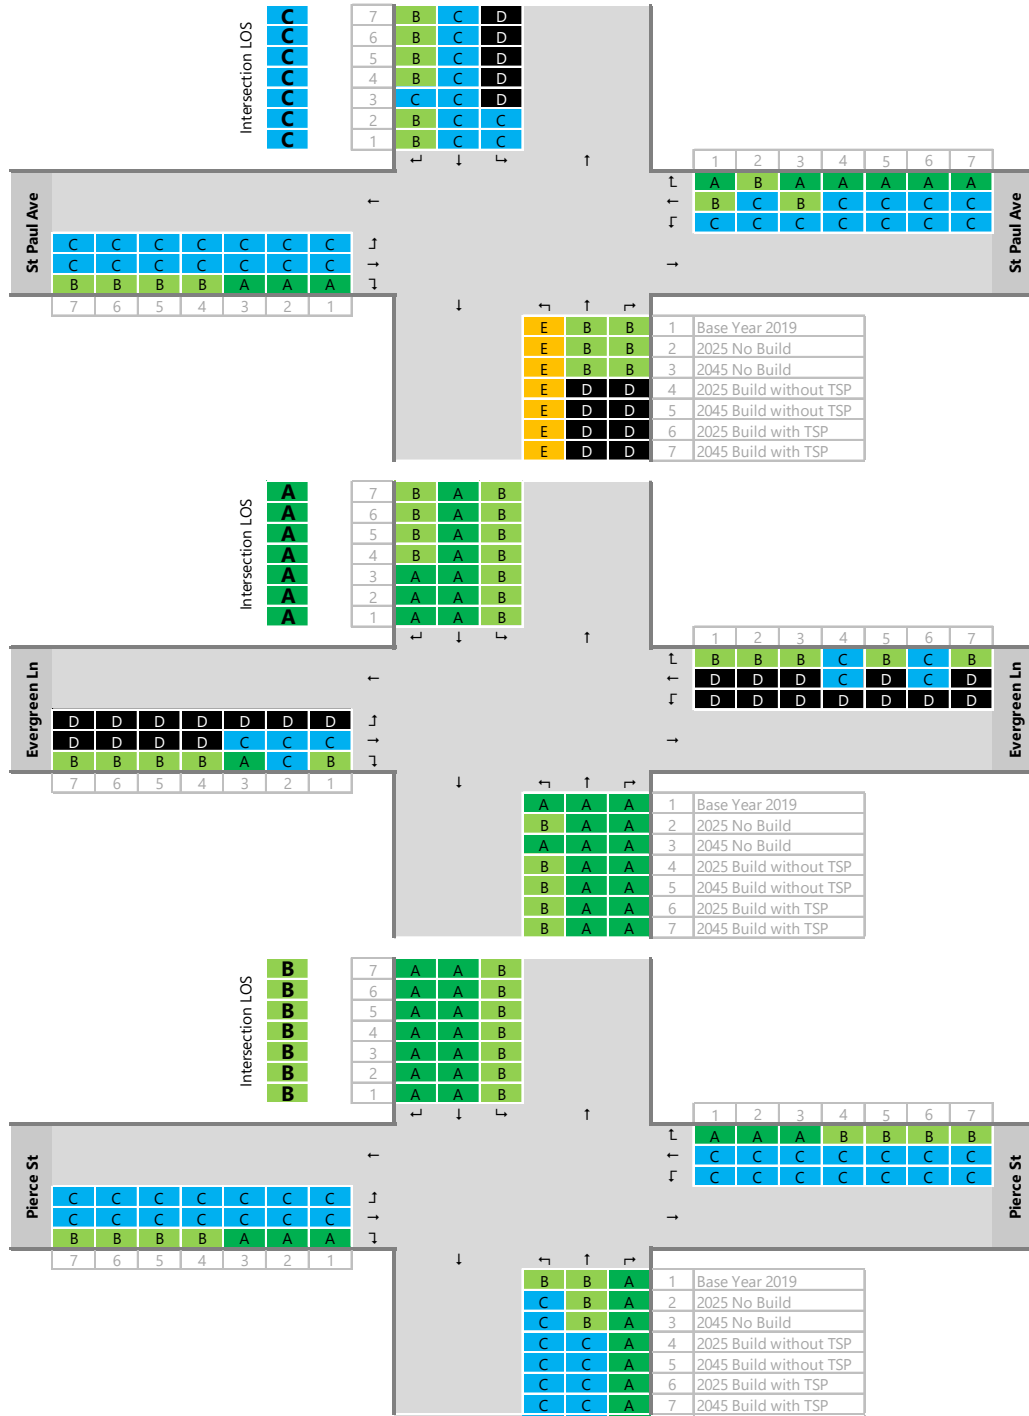 Intersection LOS
C 7 B C D
C 6 B C D
C 5 B C D
C 4 B C D
C 3 C C D
C 2 B C C
C 1 B C C
↵ ↓ ↳ ↑
1 2 3 4 5 6 7
A B A A A A A
B C B C C C C
C C C C C C C
St Paul Ave
St Paul Ave
C C C C C C C
C C C C C C C
B B B B A A A
7 6 5 4 3 2 1
E B B 1 Base Year 2019
E B B 2 2025 No Build
E B B 3 2045 No Build
E D D 4 2025 Build without TSP
E D D 5 2045 Build without TSP
E D D 6 2025 Build with TSP
E D D 7 2045 Build with TSP
Intersection LOS
A 7 B A B
A 6 B A B
A 5 B A B
A 4 B A B
A 3 A A B
A 2 A A B
A 1 A A B
1 2 3 4 5 6 7
B B B C B C B
D D D C D C D
D D D D D D D
Evergreen Ln
Evergreen Ln
D D D D D D D
D D D D C C C
B B B B A C B
7 6 5 4 3 2 1
A A A 1 Base Year 2019
B A A 2 2025 No Build
A A A 3 2045 No Build
B A A 4 2025 Build without TSP
B A A 5 2045 Build without TSP
B A A 6 2025 Build with TSP
B A A 7 2045 Build with TSP
Intersection LOS
B 7 A A B
B 6 A A B
B 5 A A B
B 4 A A B
B 3 A A B
B 2 A A B
B 1 A A B
1 2 3 4 5 6 7
A A A B B B B
C C C C C C C
C C C C C C C
Pierce St
Pierce St
C C C C C C C
C C C C C C C
B B B B A A A
7 6 5 4 3 2 1
B B A 1 Base Year 2019
C B A 2 2025 No Build
C B A 3 2045 No Build
C C A 4 2025 Build without TSP
C C A 5 2045 Build without TSP
C C A 6 2025 Build with TSP
C C A 7 2045 Build with TSP